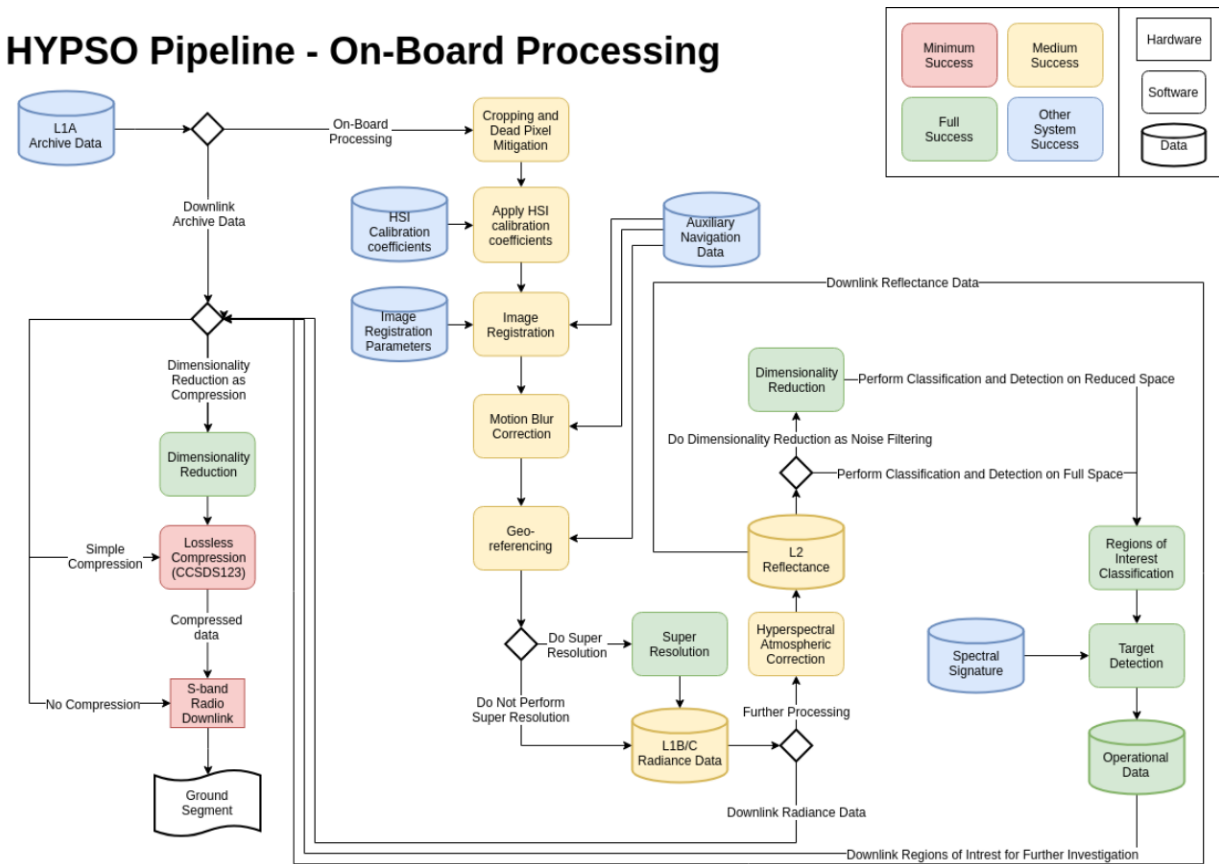 HYPSO Pipeline - On-Board Processing
Minimum
Success
Medium
Success
Full
Success
Other
System
Success
Hardware
Software
Data
L1A
Archive Data
On-Board
Processing
Cropping and
Dead Pixel
Mitigation
Downlink
Archive Data
HSI
Calibration
coefficients
Apply HSI
calibration
coefficients
Auxiliary
Navigation
Data
Downlink Reflectance Data
Image
Registration
Parameters
Image
Registration
Dimensionality
Reduction as
Compression
Dimensionality
Reduction
Perform Classification and Detection on Reduced Space
Motion Blur
Correction
Do Dimensionality Reduction as Noise Filtering
Dimensionality
Reduction
Perform Classification and Detection on Full Space
Simple
Compression
Lossless
Compression
(CCSDS123)
Geo-
referencing
L2
Reflectance
Regions of
Interest
Classification
Compressed
data
Do Super
Resolution
Super
Resolution
Hyperspectral
Atmospheric
Correction
Spectral
Signature
Target
Detection
No Compression
S-band
Radio
Downlink
Do Not Perform
Super Resolution
Further Processing
L1B/C
Radiance Data
Operational
Data
Ground
Segment
Downlink Radiance Data
Downlink Regions of Intrest for Further Investigation